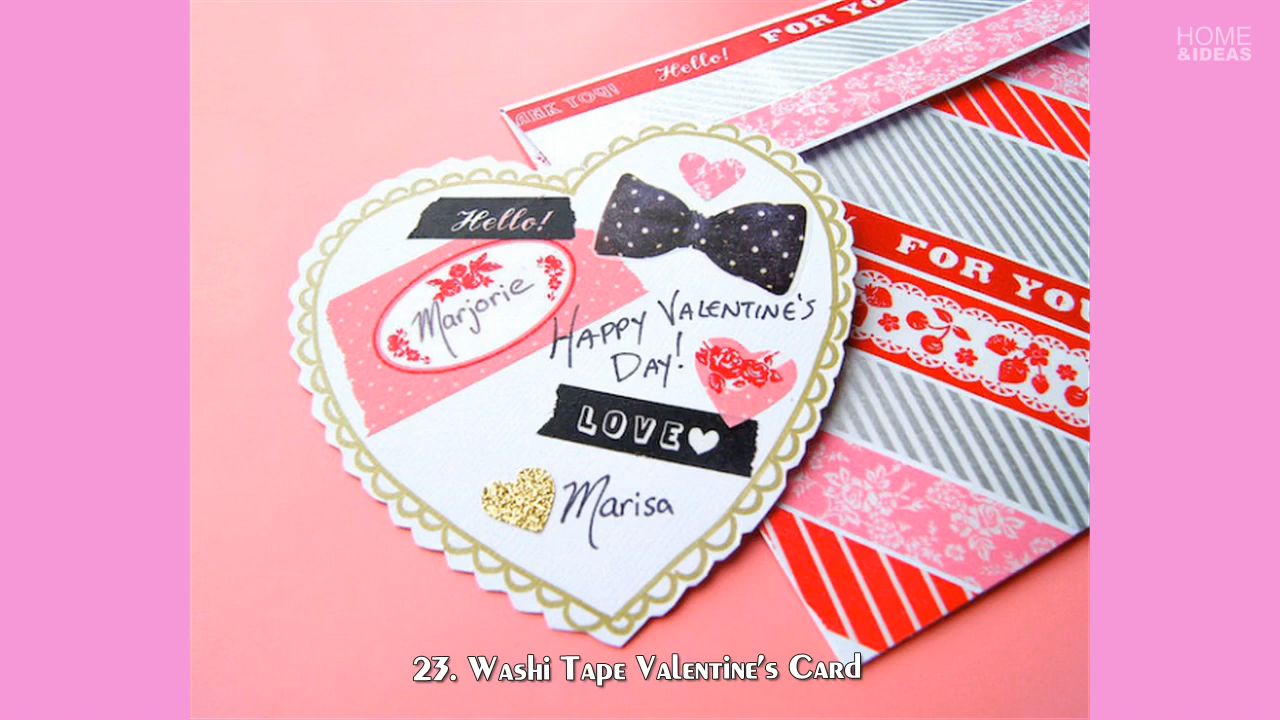 HOME
&IDEAS
FOR YO
Hello!
ANK YOU!
Hello!
Marjorie
HAPPY VALENTINE'S
DAY!
FOR YOU
LOVE♥
Marisa
23. Washi Tape Valentine's Card